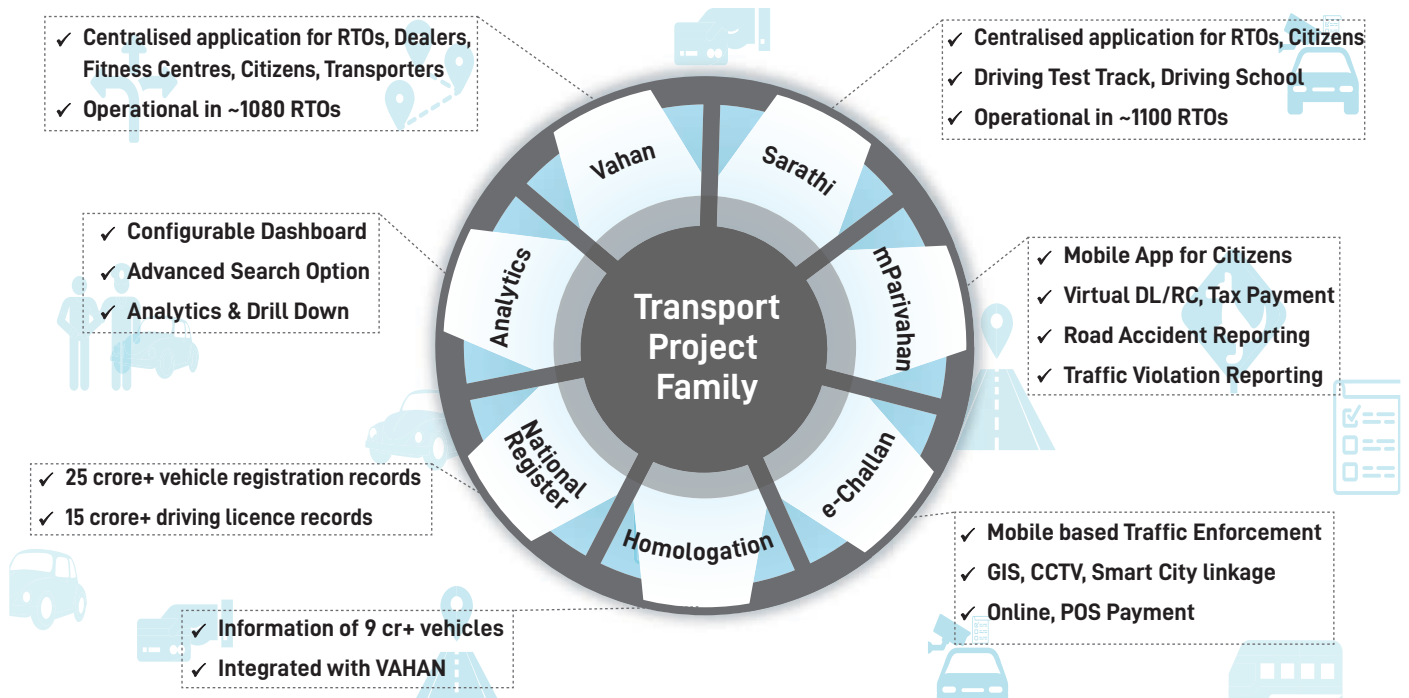 ✓ Centralised application for RTOs, Dealers,
Fitness Centres, Citizens, Transporters
✓ Operational in ~1080 RTOs
✓ Centralised application for RTOs, Citizens
✓ Driving Test Track, Driving School
✓ Operational in ~1100 RTOs
Vahan
Sarathi
✓ Configurable Dashboard
✓ Advanced Search Option
✓ Analytics & Drill Down
Analytics
Transport
Project
Family
mParivahan
✓ Mobile App for Citizens
✓ Virtual DL/RC, Tax Payment
✓ Road Accident Reporting
✓ Traffic Violation Reporting
✓ 25 crore+ vehicle registration records
✓ 15 crore+ driving licence records
National
Register
Homologation
e-Challan
✓ Mobile based Traffic Enforcement
✓ GIS, CCTV, Smart City linkage
✓ Online, POS Payment
✓ Information of 9 cr+ vehicles
✓ Integrated with VAHAN